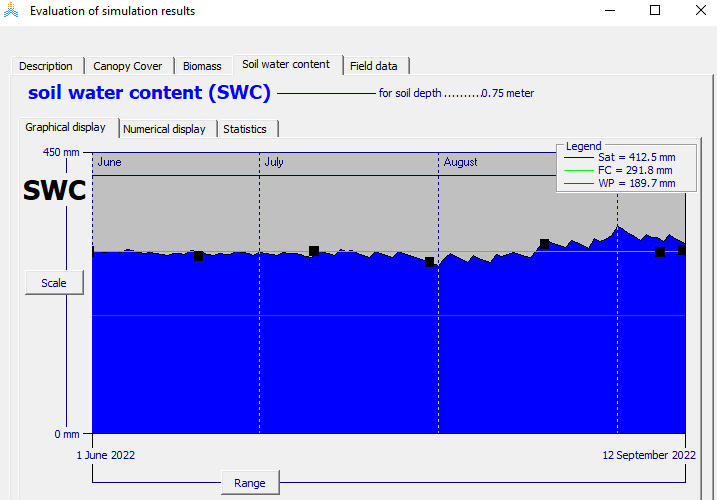 Evaluation of simulation results
Description Canopy Cover Biomass Soil water content Field data
soil water content (SWC) for soil depth ..........0.75 meter
Graphical display Numerical display Statistics
450 mm
June July August
Legend
Sat = 412.5 mm
FC = 291.8 mm
WP = 189.7 mm
SWC
Scale
0 mm
1 June 2022 12 September 2022
Range